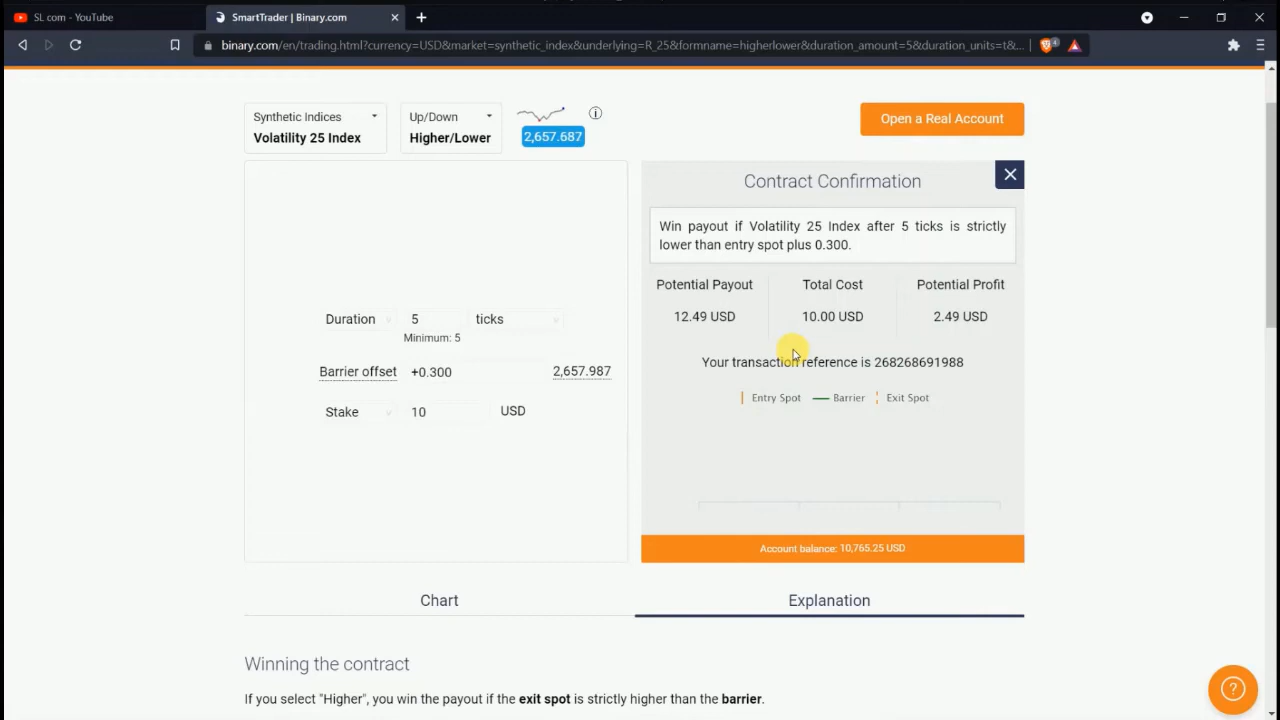 SL com - YouTube
SmartTrader | Binary.com
binary.com/en/trading.html?currency=USD&market=synthetic_index&underlying=R_25&formname=higherlower&duration_amount=5&duration_units=t&...
4
Synthetic Indices
Volatility 25 Index
Up/Down
Higher/Lower
2,657.687
Open a Real Account
Contract Confirmation
Win payout if Volatility 25 Index after 5 ticks is strictly
lower than entry spot plus 0.300.
Potential Payout Total Cost Potential Profit
12.49 USD 10.00 USD 2.49 USD
Your transaction reference is 268268691988
Entry Spot Barrier Exit Spot
Account balance: 10,765.25 USD
Duration 5 ticks
Minimum: 5
Barrier offset +0.300 2,657.987
Stake 10 USD
Chart Explanation
Winning the contract
If you select "Higher", you win the payout if the exit spot is strictly higher than the barrier.